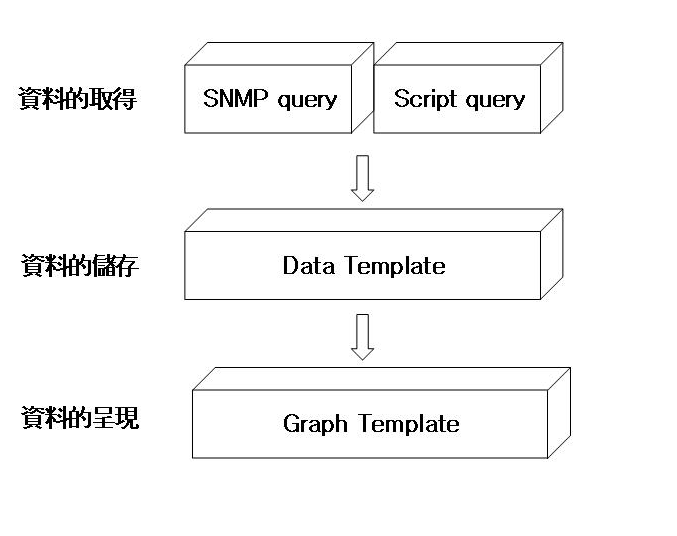 資料的取得
SNMP query
Script query
資料的儲存
Data Template
資料的呈現
Graph Template